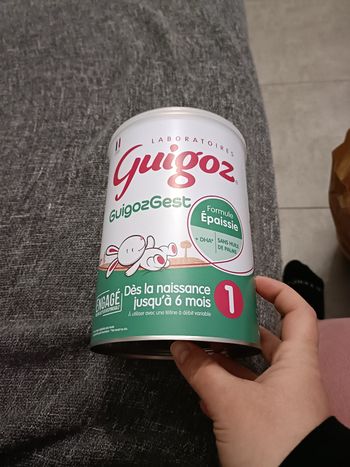 LABORATOIRES
Guigoz
GuigozGest
Formule
Épaissie
+ DHA*
SANS HUILE
DE PALME
ENGAGÉ
Dès la naissance
jusqu'à 6 mois
1
À utiliser avec une tétine à débit variable